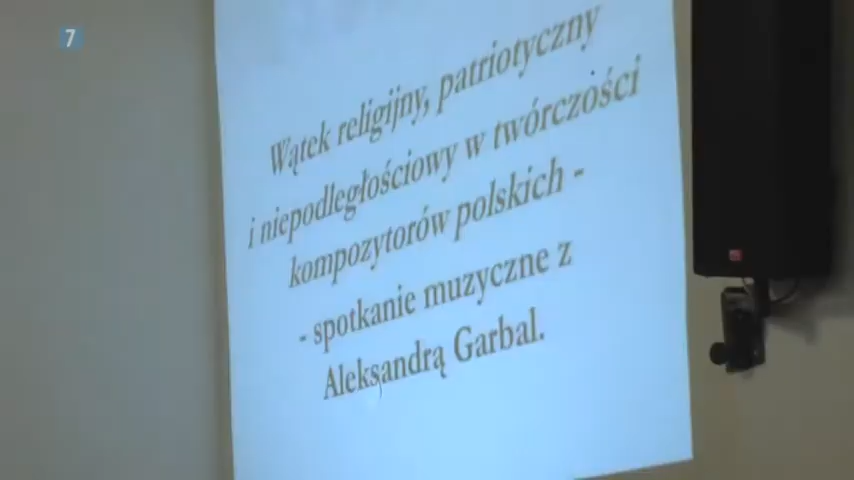 7
Wątek religijny, patriotyczny
i niepodległościowy w twórczości
kompozytorów polskich -
- spotkanie muzyczne z
Aleksandrą Garbal.